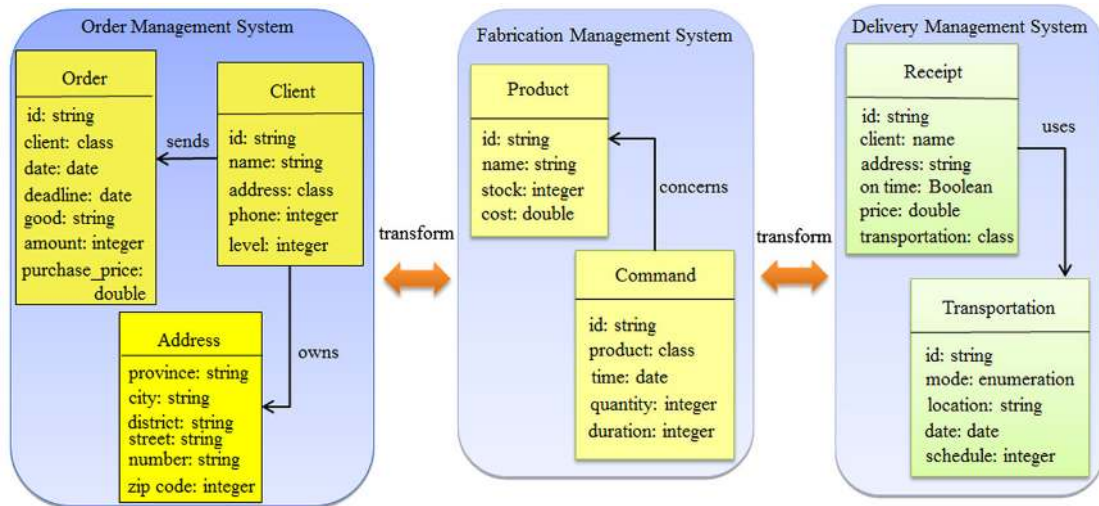 Order Management System
Order
id: string
client: class
date: date
deadline: date
good: string
amount: integer
purchase_price:
double
sends
Client
id: string
name: string
address: class
phone: integer
level: integer
owns
Address
province: string
city: string
district: string
street: string
number: string
zip code: integer
transform
Fabrication Management System
Product
id: string
name: string
stock: integer
cost: double
concerns
Command
id: string
product: class
time: date
quantity: integer
duration: integer
transform
Delivery Management System
Receipt
id: string
client: name
address: string
on time: Boolean
price: double
transportation: class
uses
Transportation
id: string
mode: enumeration
location: string
date: date
schedule: integer